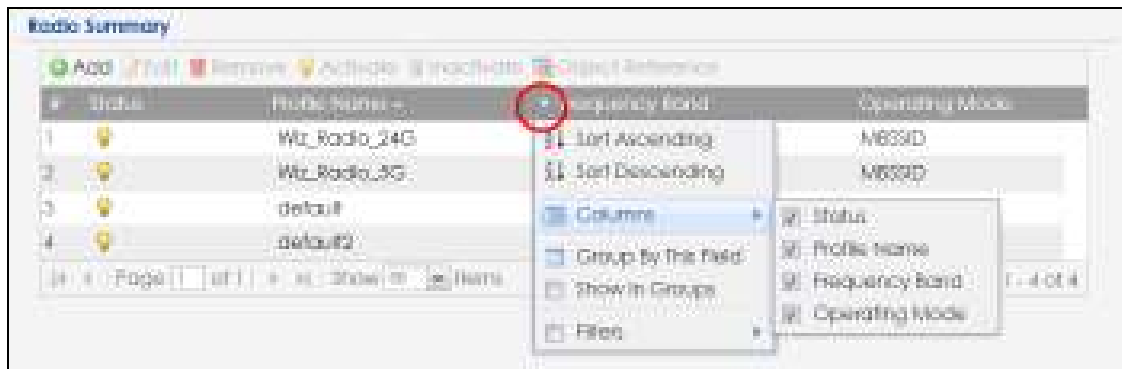 Radio Summary
Add Edit Remove Activate Inactivate Object Reference
# Status Profile Name Frequency Band Operating Mode
1 Wiz_Radio_24G MBSSID
2 Wiz_Radio_5G MBSSID
3 default
4 default2
Page 1 of 1 Show Items 1 - 4 of 4
Sort Ascending
Sort Descending
Columns
Group By This Field
Show in Groups
Filters
Status
Profile Name
Frequency Band
Operating Mode